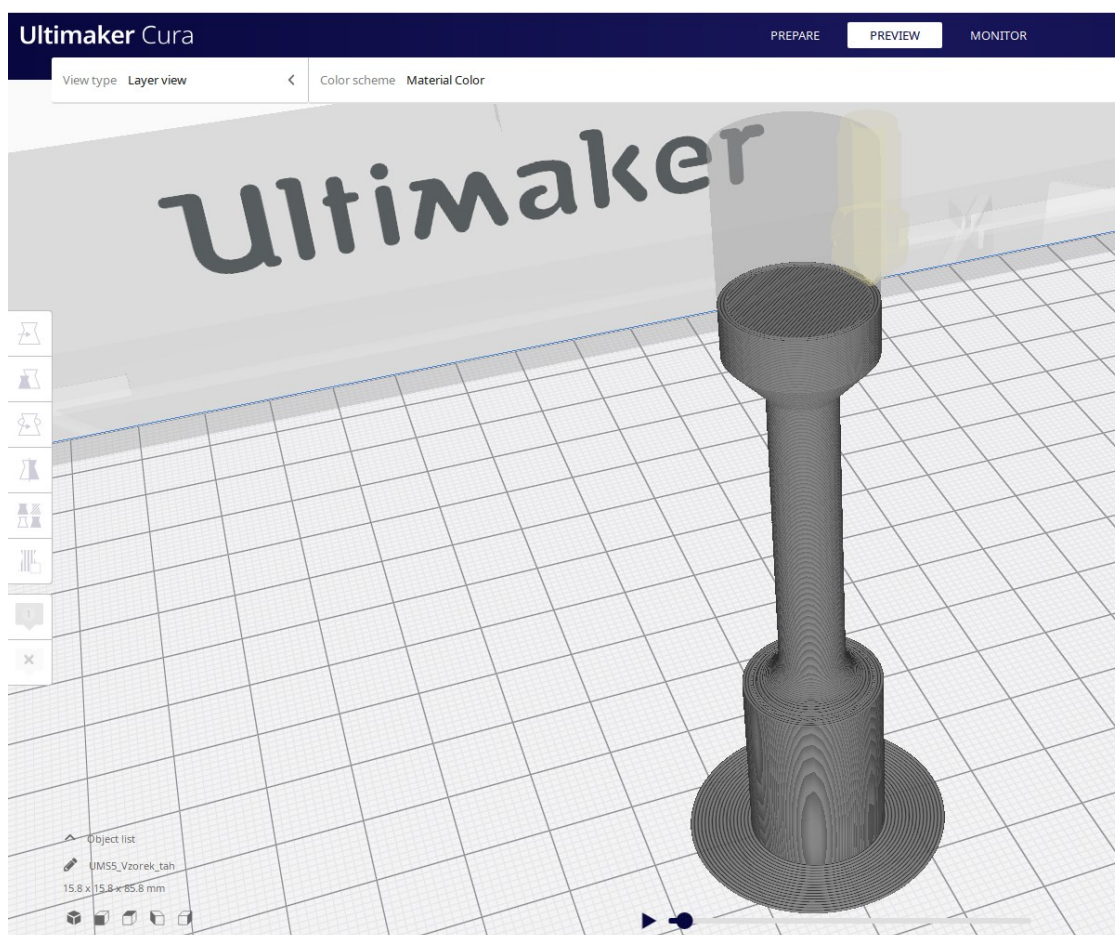 Ultimaker Cura
PREPARE
PREVIEW
MONITOR
View type Layer view
Color scheme Material Color
Ultimaker
Object list
UMS5_Vzorek_tah
15.8 x 15.8 x 85.8 mm